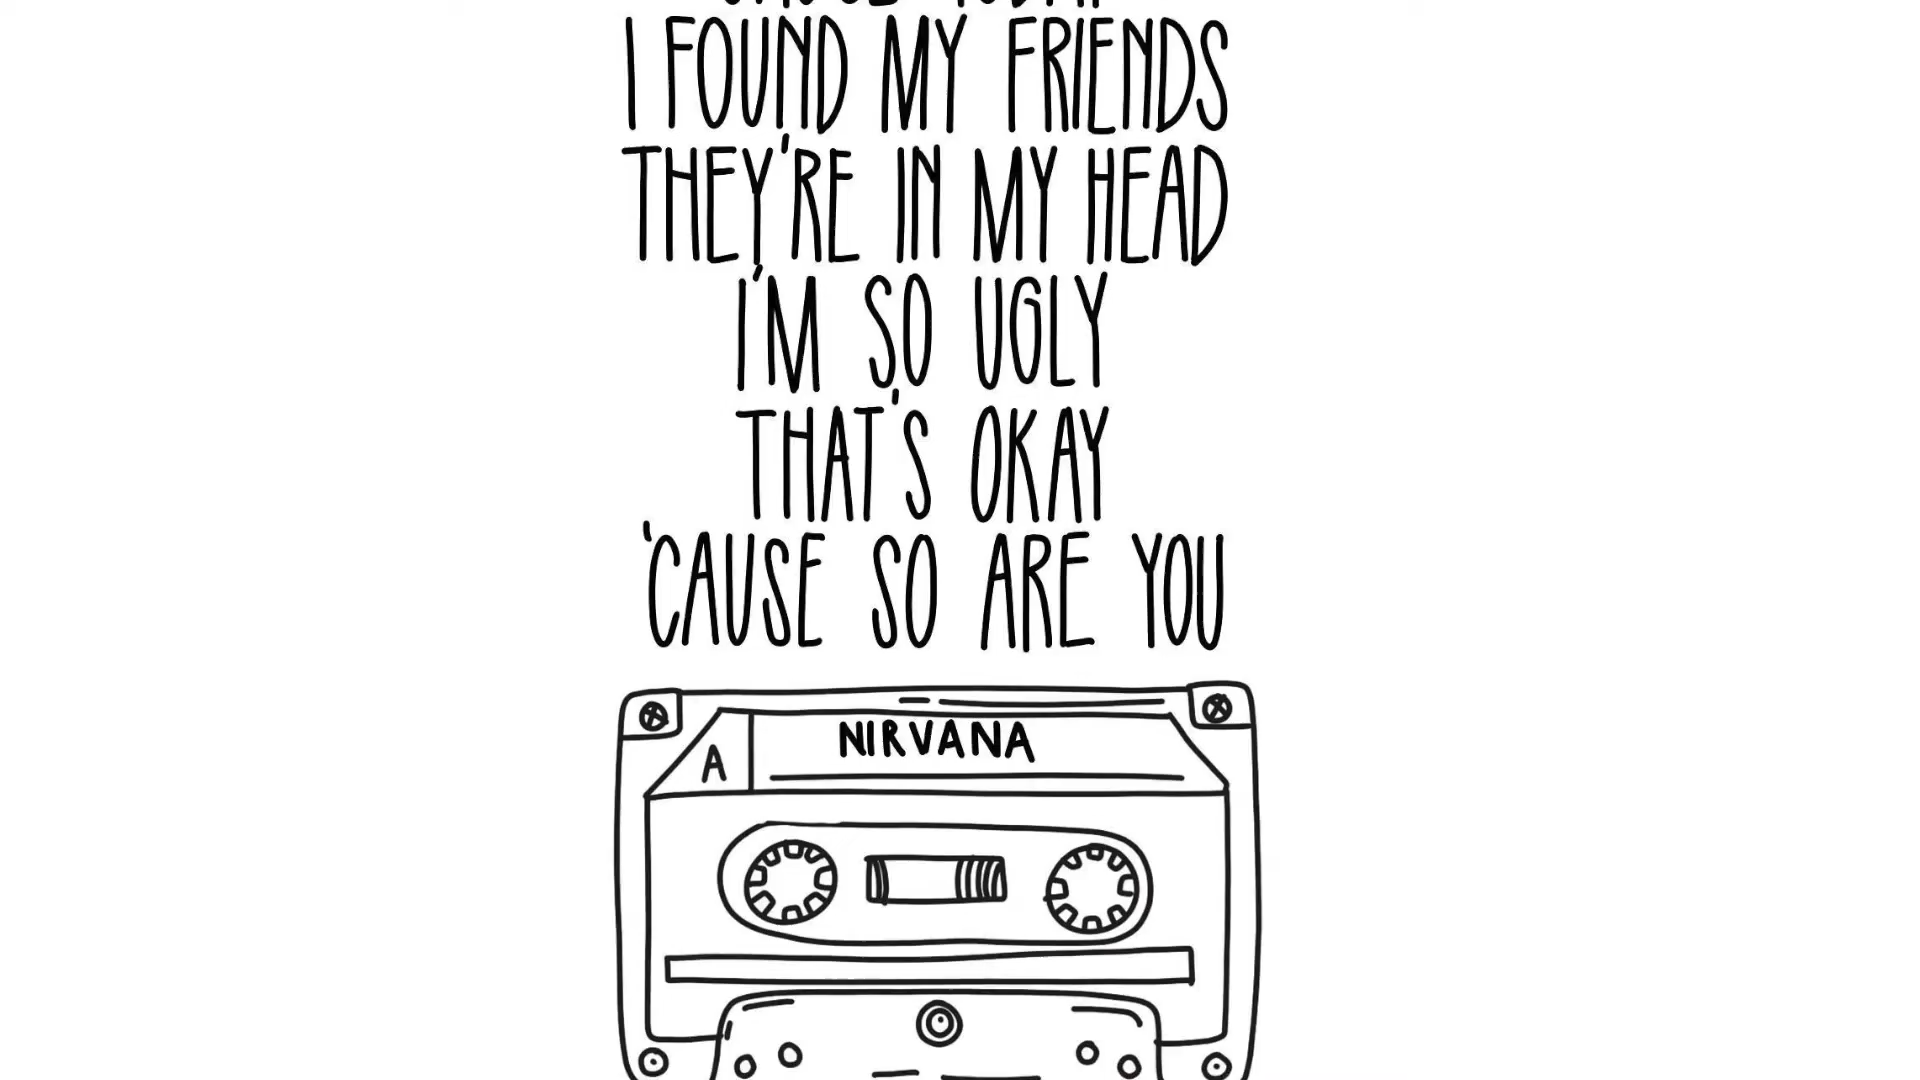 I FOUND MY FRIENDS
THEY'RE IN MY HEAD
I'M SO UGLY
THAT'S OKAY
'CAUSE SO ARE YOU
NIRVANA
A